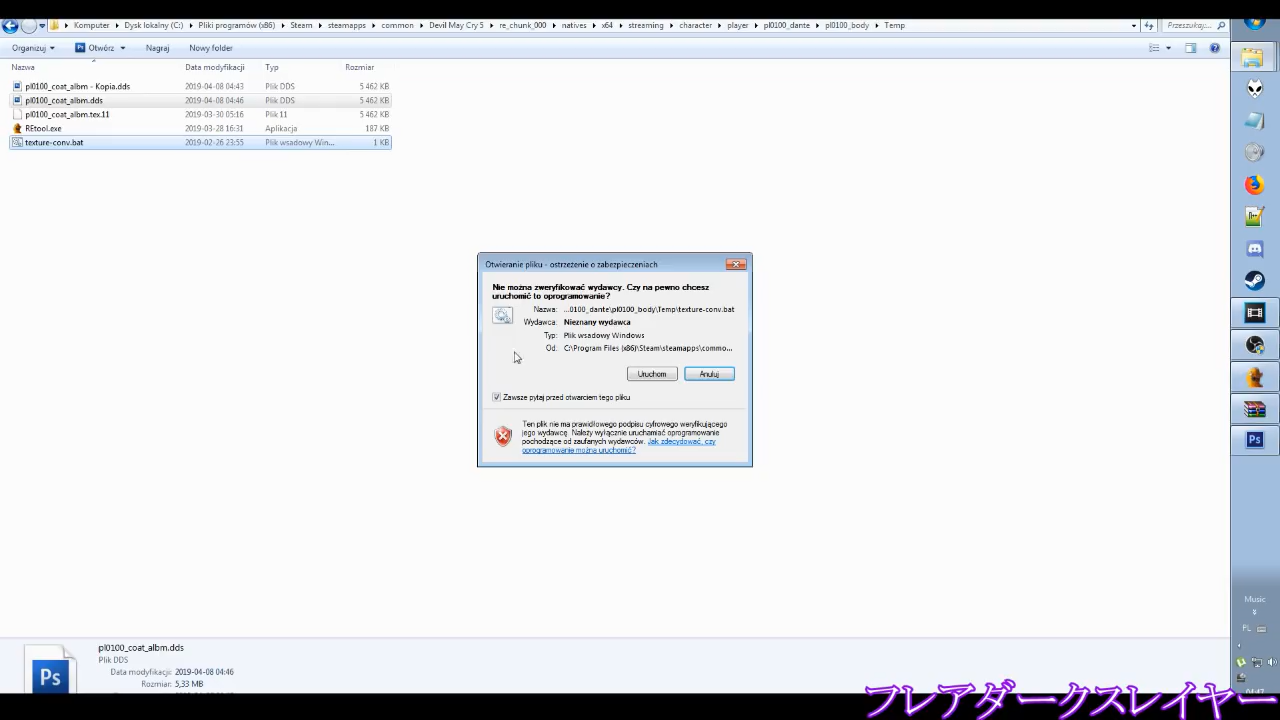 Komputer Dysk lokalny (C:) Pliki programów (x86) Steam steamapps common Devil May Cry 5 re_chunk_000 natives x64 streaming character player pl0100_dante pl0100_body Temp Przeszukaj...
Organizuj Otwórz Nagraj Nowy folder
Nazwa Data modyfikacji Typ Rozmiar
pl0100_coat_albm - Kopia.dds 2019-04-08 04:43 Plik DDS 5 462 KB
pl0100_coat_albm.dds 2019-04-08 04:46 Plik DDS 5 462 KB
pl0100_coat_albm.tex.11 2019-03-30 05:16 Plik 11 5 462 KB
REtool.exe 2019-03-28 16:31 Aplikacja 187 KB
texture-conv.bat 2019-02-26 23:55 Plik wsadowy Win... 1 KB
Otwieranie pliku - ostrzeżenie o zabezpieczeniach
Nie można zweryfikować wydawcy. Czy na pewno chcesz
uruchomić to oprogramowanie?
Nazwa: ...0100_dante\pl0100_body\Temp\texture-conv.bat
Wydawca: Nieznany wydawca
Typ: Plik wsadowy Windows
Od: C:\Program Files (x86)\Steam\steamapps\commo...
Uruchom Anuluj
Zawsze pytaj przed otwarciem tego pliku
Ten plik nie ma prawidłowego podpisu cyfrowego weryfikującego
jego wydawcę. Należy wyłącznie uruchamiać oprogramowanie
pochodzące od zaufanych wydawców. Jak zdecydować, czy
oprogramowanie można uruchomić?
Music
PL
Ps
pl0100_coat_albm.dds
Plik DDS
Data modyfikacji: 2019-04-08 04:46
Rozmiar: 5,33 MB
04:47
フレアダークスレイヤー